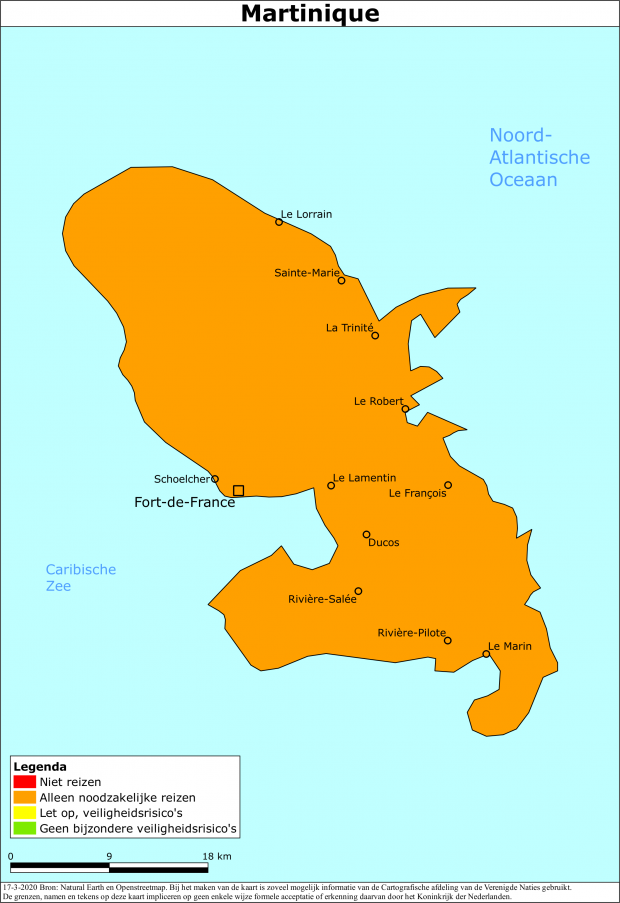 Martinique
Noord-
Atlantische
Oceaan
Le Lorrain
Sainte-Marie
La Trinité
Le Robert
Schoelcher
Le Lamentin
Le François
Fort-de-France
Ducos
Caribische
Zee
Rivière-Salée
Rivière-Pilote
Le Marin
Legenda
Niet reizen
Alleen noodzakelijke reizen
Let op, veiligheidsrisico's
Geen bijzondere veiligheidsrisico's
0 9 18 km
17-3-2020 Bron: Natural Earth en Openstreetmap. Bij het maken van de kaart is zoveel mogelijk informatie van de Cartografische afdeling van de Verenigde Naties gebruikt.
De grenzen, namen en tekens op deze kaart impliceren op geen enkele wijze formele acceptatie of erkenning daarvan door het Koninkrijk der Nederlanden.